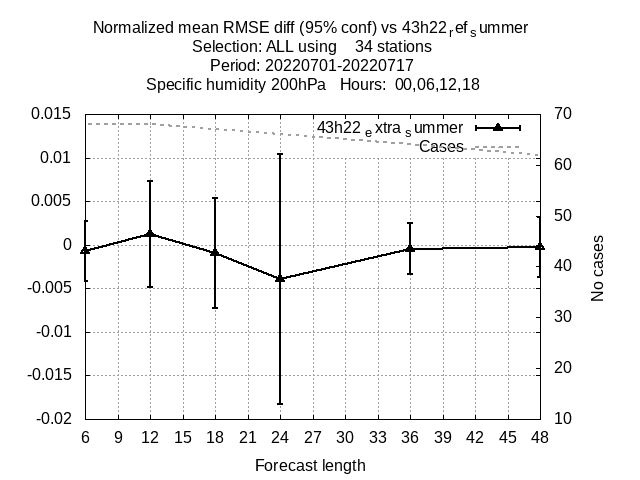 Normalized mean RMSE diff (95% conf) vs 43h22refsummer
Selection: ALL using 34 stations
Period: 20220701-20220717
Specific humidity 200hPa Hours: 00,06,12,18
0.015
0.01
0.005
0
-0.005
-0.01
-0.015
-0.02
70
60
50
40
30
20
10
43h22extrasummer
Cases
No cases
6 9 12 15 18 21 24 27 30 33 36 39 42 45 48
Forecast length